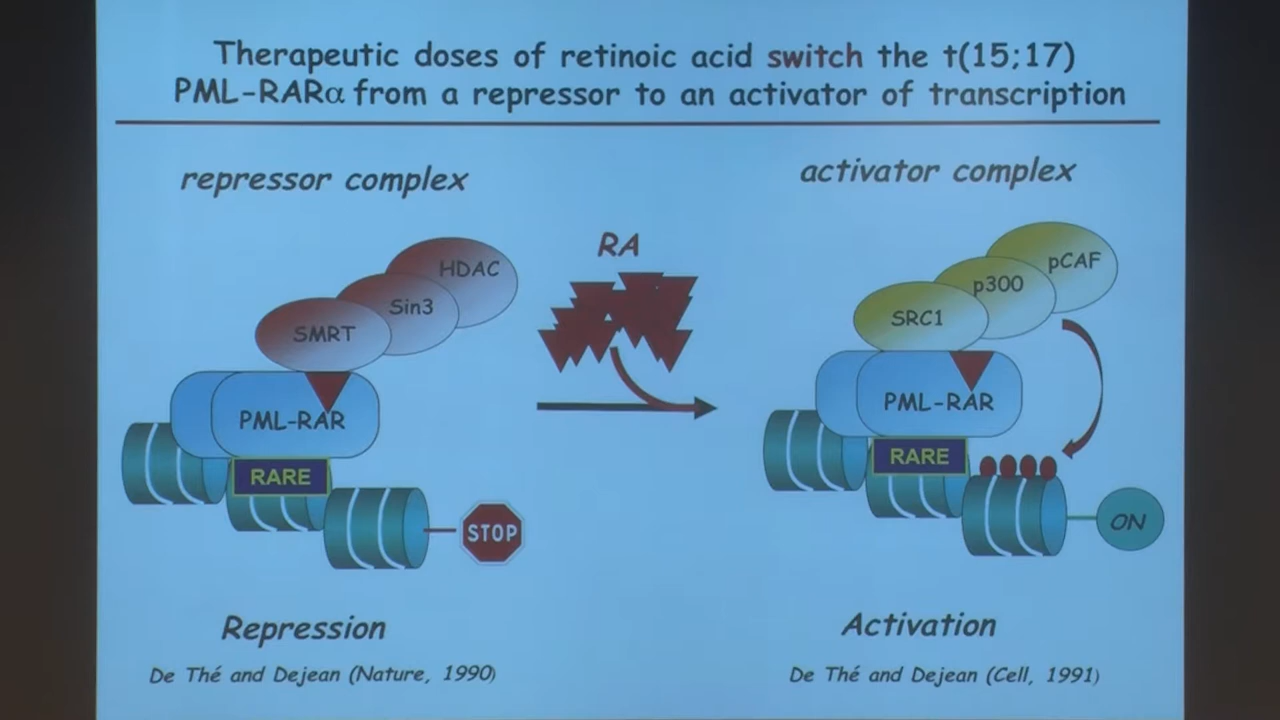 Therapeutic doses of retinoic acid switch the t(15;17)
PML-RARα from a repressor to an activator of transcription
repressor complex
activator complex
RA
HDAC
Sin3
SMRT
PML-RAR
RARE
STOP
pCAF
p300
SRC1
PML-RAR
RARE
ON
Repression
Activation
De Thé and Dejean (Nature, 1990)
De Thé and Dejean (Cell, 1991)